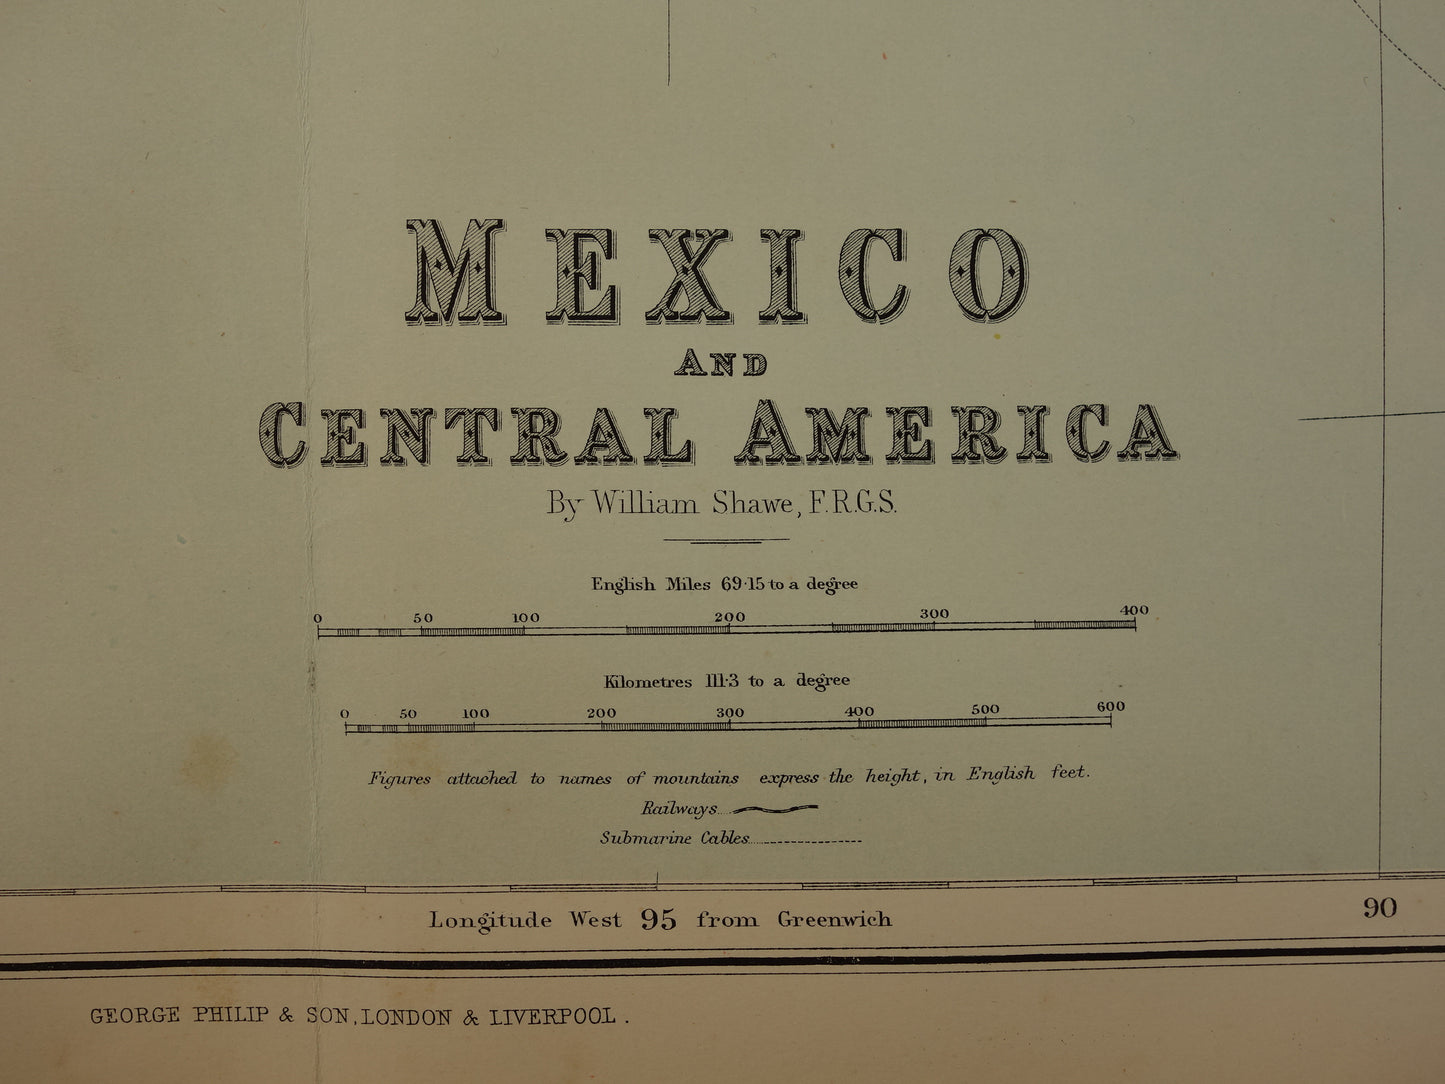 MEXICO
AND
CENTRAL AMERICA
By William Shawe, F.R.G.S.
English Miles 69·15 to a degree
0 50 100 200 300 400
Kilometres 111·3 to a degree
0 50 100 200 300 400 500 600
Figures attached to names of mountains express the height, in English feet.
Railways....
Submarine Cables....
Longitude West 95 from Greenwich 90
GEORGE PHILIP & SON, LONDON & LIVERPOOL.